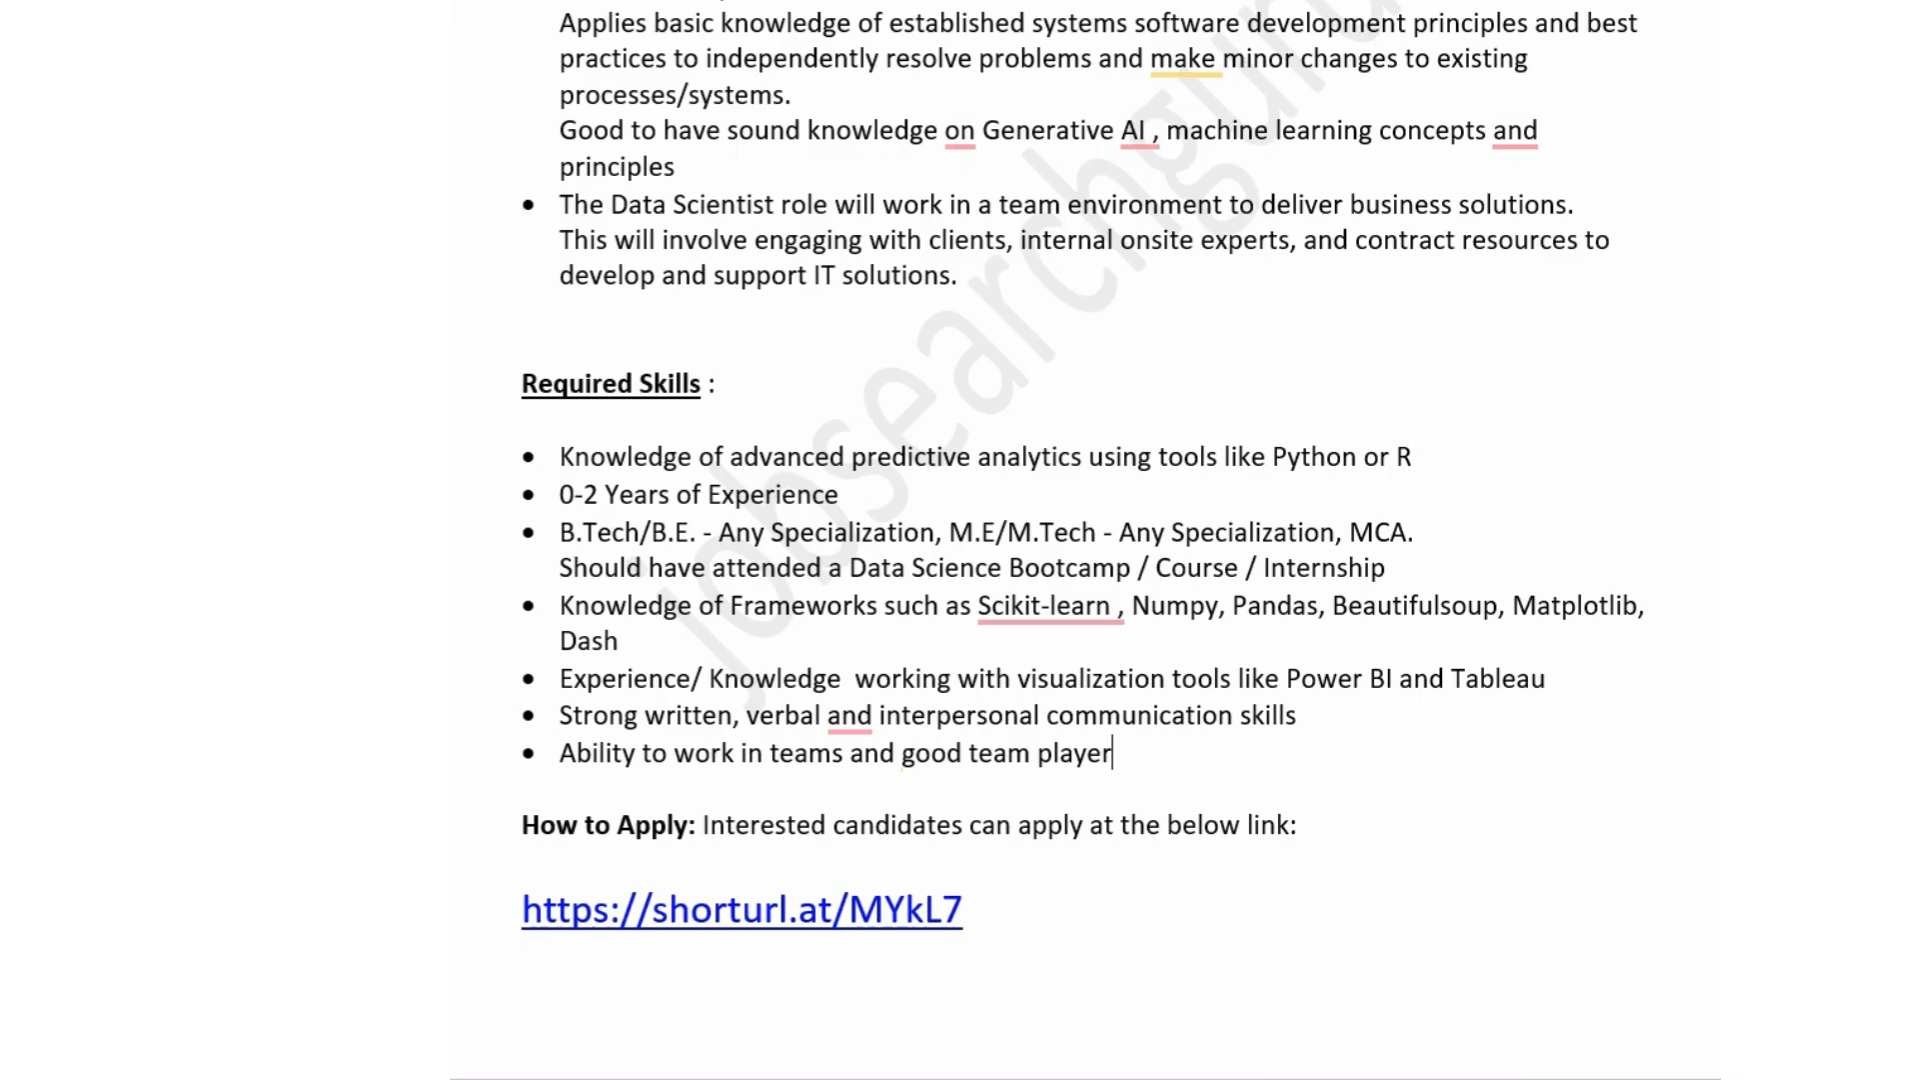 Applies basic knowledge of established systems software development principles and best
practices to independently resolve problems and make minor changes to existing
processes/systems.
Good to have sound knowledge on Generative AI , machine learning concepts and
principles
• The Data Scientist role will work in a team environment to deliver business solutions.
This will involve engaging with clients, internal onsite experts, and contract resources to
develop and support IT solutions.
Required Skills :
• Knowledge of advanced predictive analytics using tools like Python or R
• 0-2 Years of Experience
• B.Tech/B.E. - Any Specialization, M.E/M.Tech - Any Specialization, MCA.
Should have attended a Data Science Bootcamp / Course / Internship
• Knowledge of Frameworks such as Scikit-learn , Numpy, Pandas, Beautifulsoup, Matplotlib,
Dash
• Experience/ Knowledge  working with visualization tools like Power BI and Tableau
• Strong written, verbal and interpersonal communication skills
• Ability to work in teams and good team player
How to Apply: Interested candidates can apply at the below link:
https://shorturl.at/MYkL7
jobsearchguru